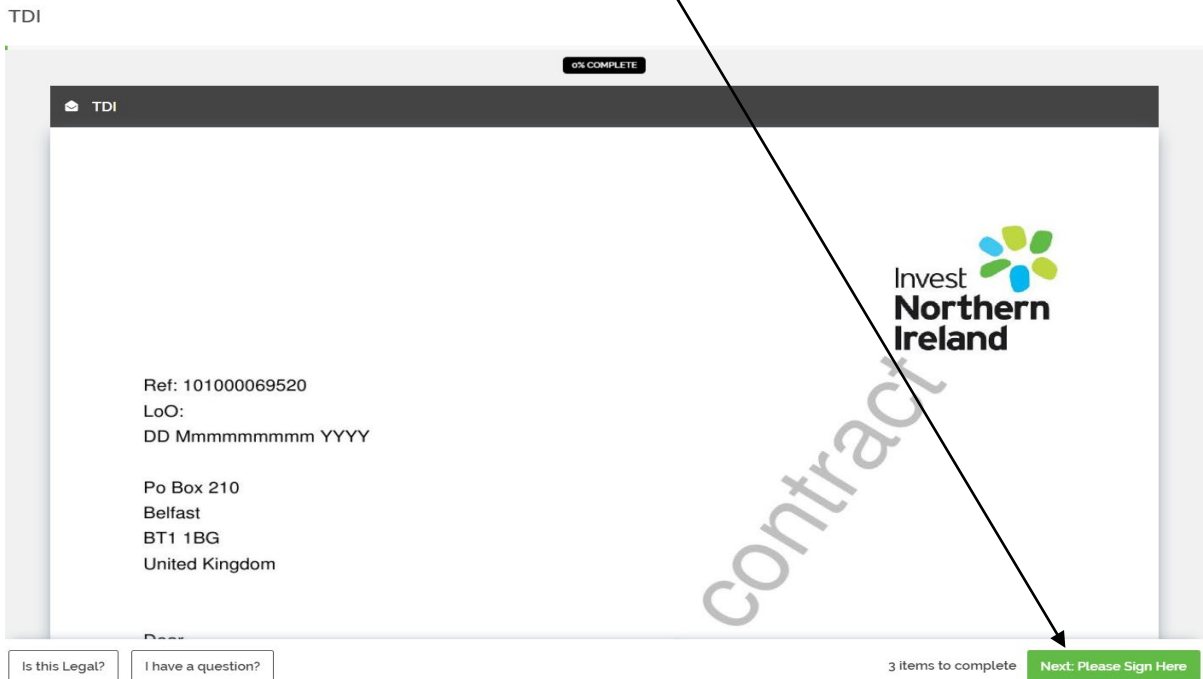 TDI
0% COMPLETE
TDI
Invest
Northern
Ireland
Ref: 101000069520
LoO:
DD Mmmmmmmmm YYYY
Po Box 210
Belfast
BT1 1BG
United Kingdom
contract
Dear
Is this Legal?
I have a question?
3 items to complete
Next: Please Sign Here